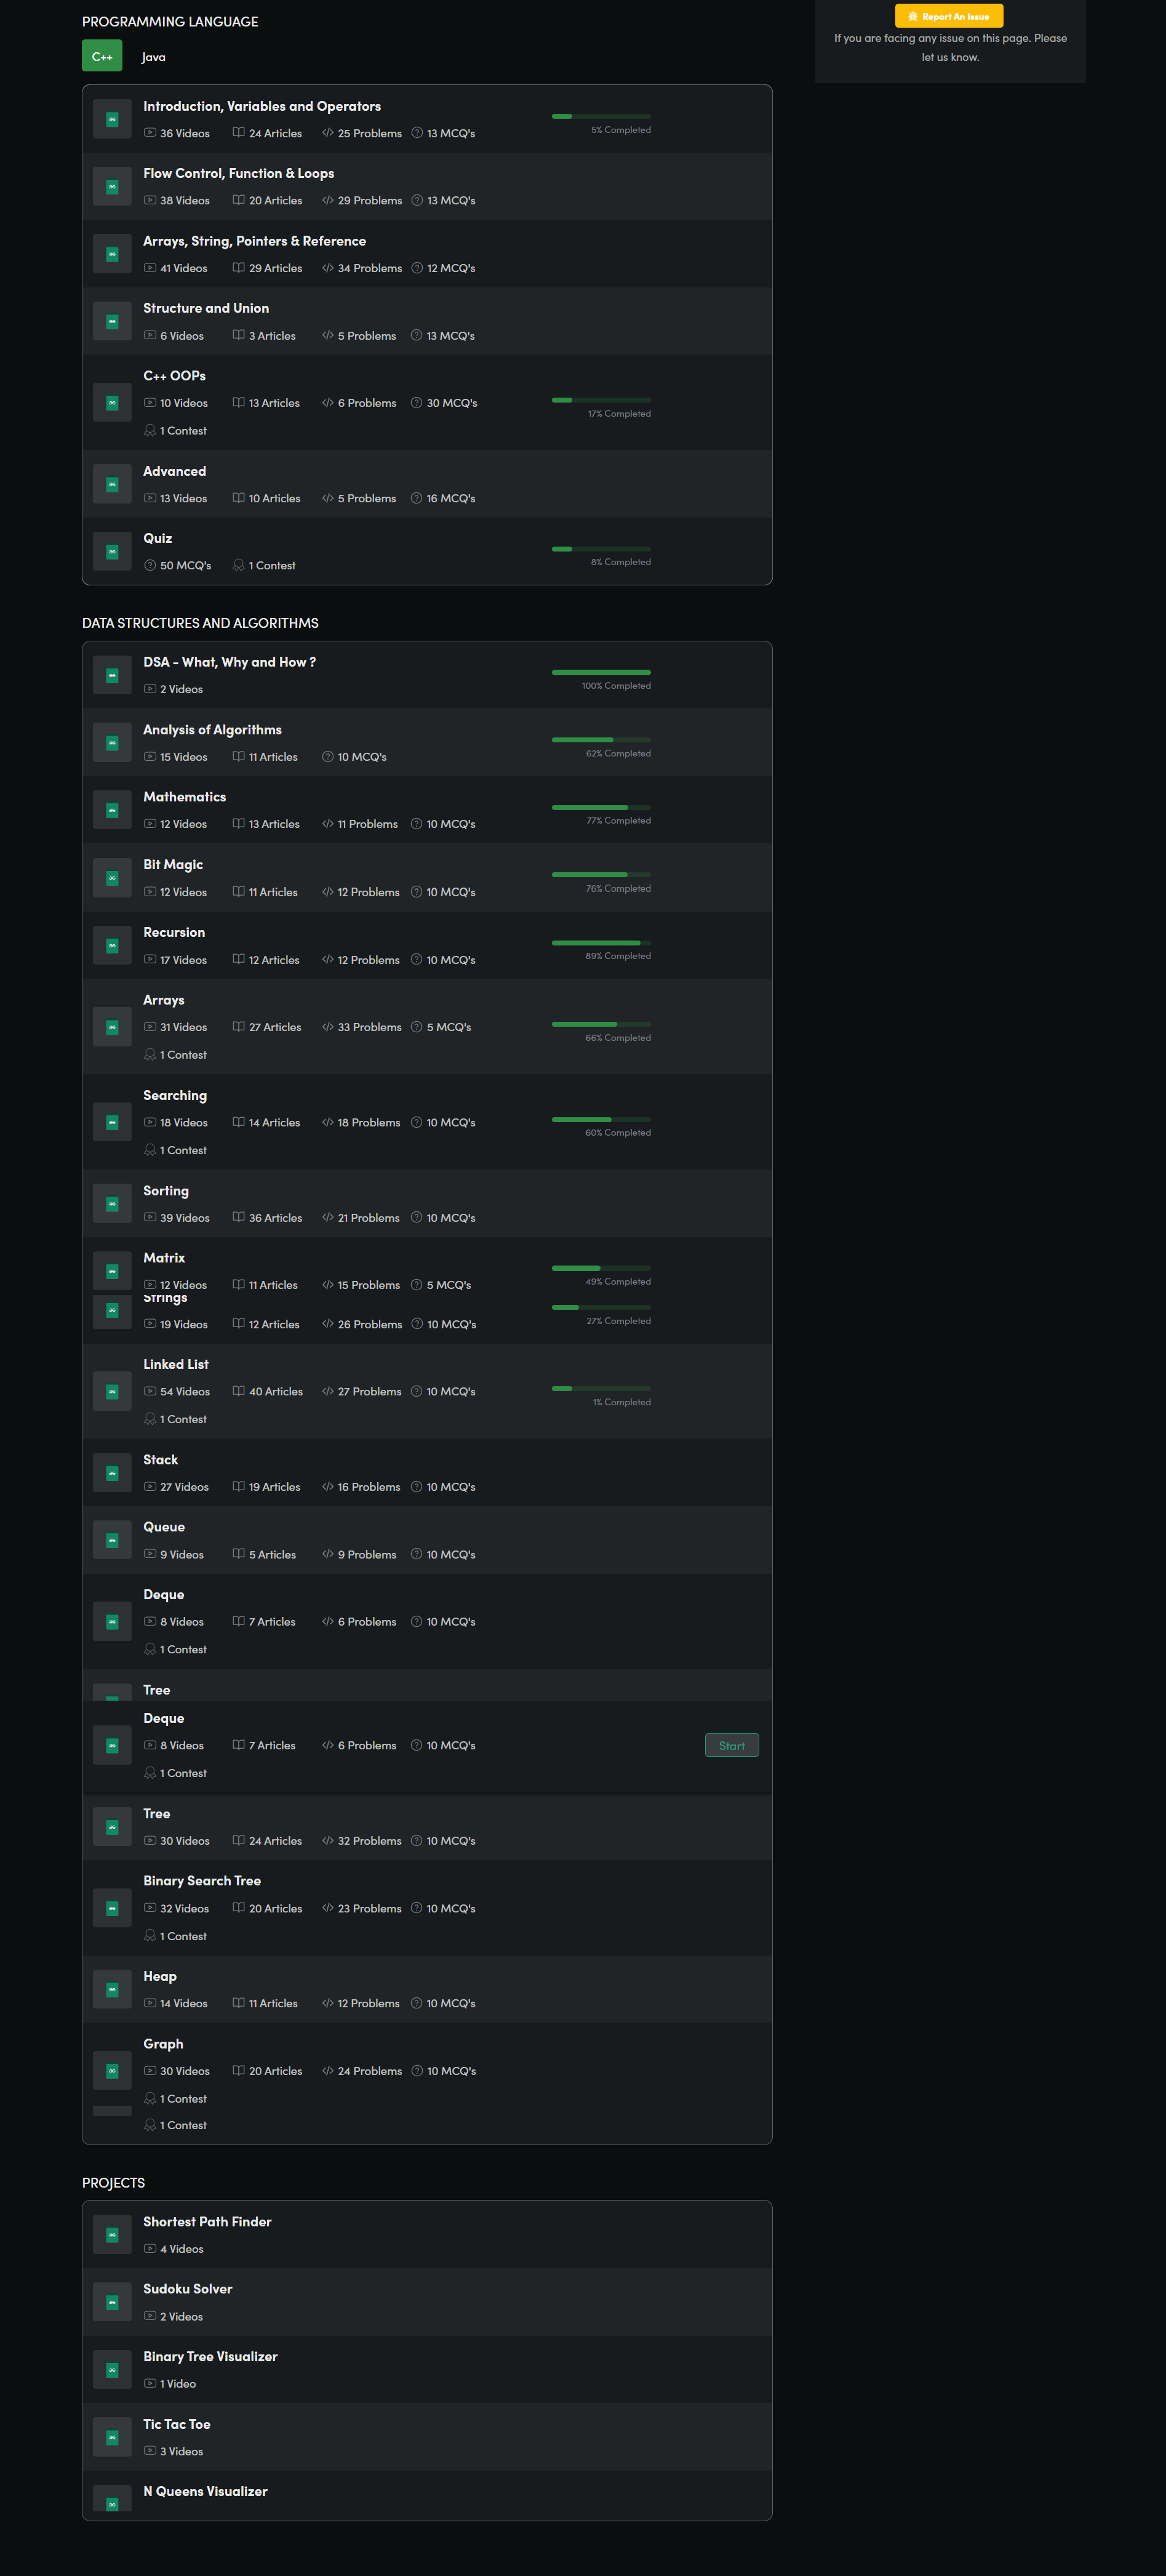 PROGRAMMING LANGUAGE
C++ Java
Report An Issue
If you are facing any issue on this page. Please
let us know.
Introduction, Variables and Operators
36 Videos 24 Articles 25 Problems 13 MCQ's
5% Completed
Flow Control, Function & Loops
38 Videos 20 Articles 29 Problems 13 MCQ's
Arrays, String, Pointers & Reference
41 Videos 29 Articles 34 Problems 12 MCQ's
Structure and Union
6 Videos 3 Articles 5 Problems 13 MCQ's
C++ OOPs
10 Videos 13 Articles 6 Problems 30 MCQ's
17% Completed
1 Contest
Advanced
13 Videos 10 Articles 5 Problems 16 MCQ's
Quiz
50 MCQ's 1 Contest
8% Completed
DATA STRUCTURES AND ALGORITHMS
DSA - What, Why and How ?
2 Videos
100% Completed
Analysis of Algorithms
15 Videos 11 Articles 10 MCQ's
62% Completed
Mathematics
12 Videos 13 Articles 11 Problems 10 MCQ's
77% Completed
Bit Magic
12 Videos 11 Articles 12 Problems 10 MCQ's
76% Completed
Recursion
17 Videos 12 Articles 12 Problems 10 MCQ's
89% Completed
Arrays
31 Videos 27 Articles 33 Problems 5 MCQ's
66% Completed
1 Contest
Searching
18 Videos 14 Articles 18 Problems 10 MCQ's
60% Completed
1 Contest
Sorting
39 Videos 36 Articles 21 Problems 10 MCQ's
Matrix
12 Videos 11 Articles 15 Problems 5 MCQ's
49% Completed
Strings
19 Videos 12 Articles 26 Problems 10 MCQ's
27% Completed
Linked List
54 Videos 40 Articles 27 Problems 10 MCQ's
1% Completed
1 Contest
Stack
27 Videos 19 Articles 16 Problems 10 MCQ's
Queue
9 Videos 5 Articles 9 Problems 10 MCQ's
Deque
8 Videos 7 Articles 6 Problems 10 MCQ's
1 Contest
Tree
Deque
8 Videos 7 Articles 6 Problems 10 MCQ's
Start
1 Contest
Tree
30 Videos 24 Articles 32 Problems 10 MCQ's
Binary Search Tree
32 Videos 20 Articles 23 Problems 10 MCQ's
1 Contest
Heap
14 Videos 11 Articles 12 Problems 10 MCQ's
Graph
30 Videos 20 Articles 24 Problems 10 MCQ's
1 Contest
1 Contest
PROJECTS
Shortest Path Finder
4 Videos
Sudoku Solver
2 Videos
Binary Tree Visualizer
1 Video
Tic Tac Toe
3 Videos
N Queens Visualizer